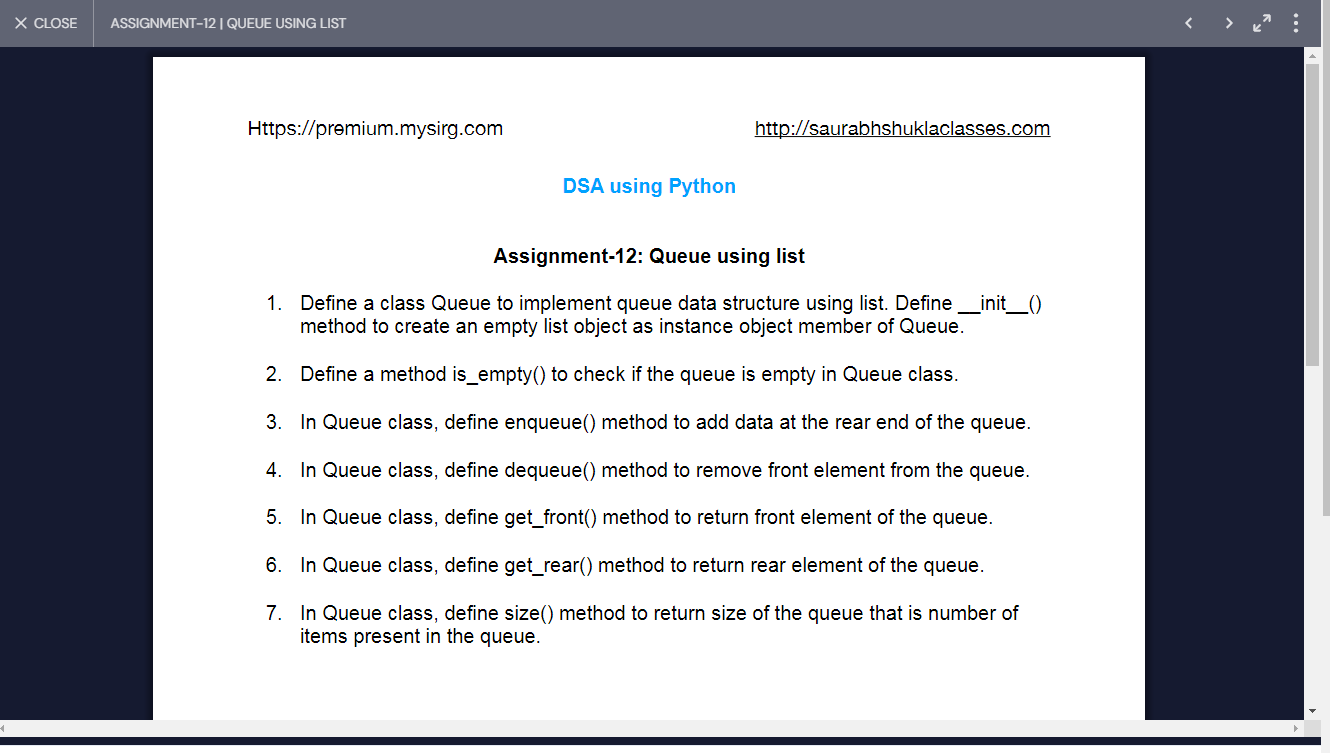 CLOSE
ASSIGNMENT-12 | QUEUE USING LIST
Https://premium.mysirg.com
http://saurabhshuklaclasses.com
DSA using Python
Assignment-12: Queue using list
1. Define a class Queue to implement queue data structure using list. Define __init__()
method to create an empty list object as instance object member of Queue.
2. Define a method is_empty() to check if the queue is empty in Queue class.
3. In Queue class, define enqueue() method to add data at the rear end of the queue.
4. In Queue class, define dequeue() method to remove front element from the queue.
5. In Queue class, define get_front() method to return front element of the queue.
6. In Queue class, define get_rear() method to return rear element of the queue.
7. In Queue class, define size() method to return size of the queue that is number of
items present in the queue.